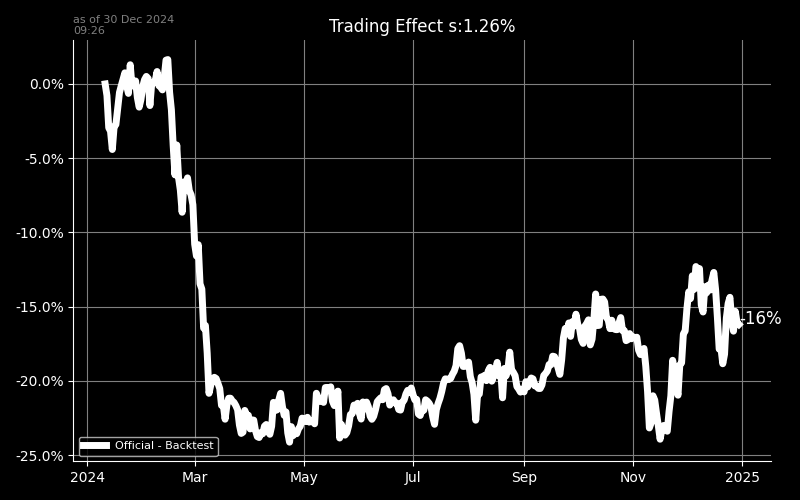 as of 30 Dec 2024
09:26
Trading Effect s:1.26%
0.0%
-5.0%
-10.0%
-15.0%
-16%
-20.0%
-25.0%
Official - Backtest
2024 Mar May Jul Sep Nov 2025